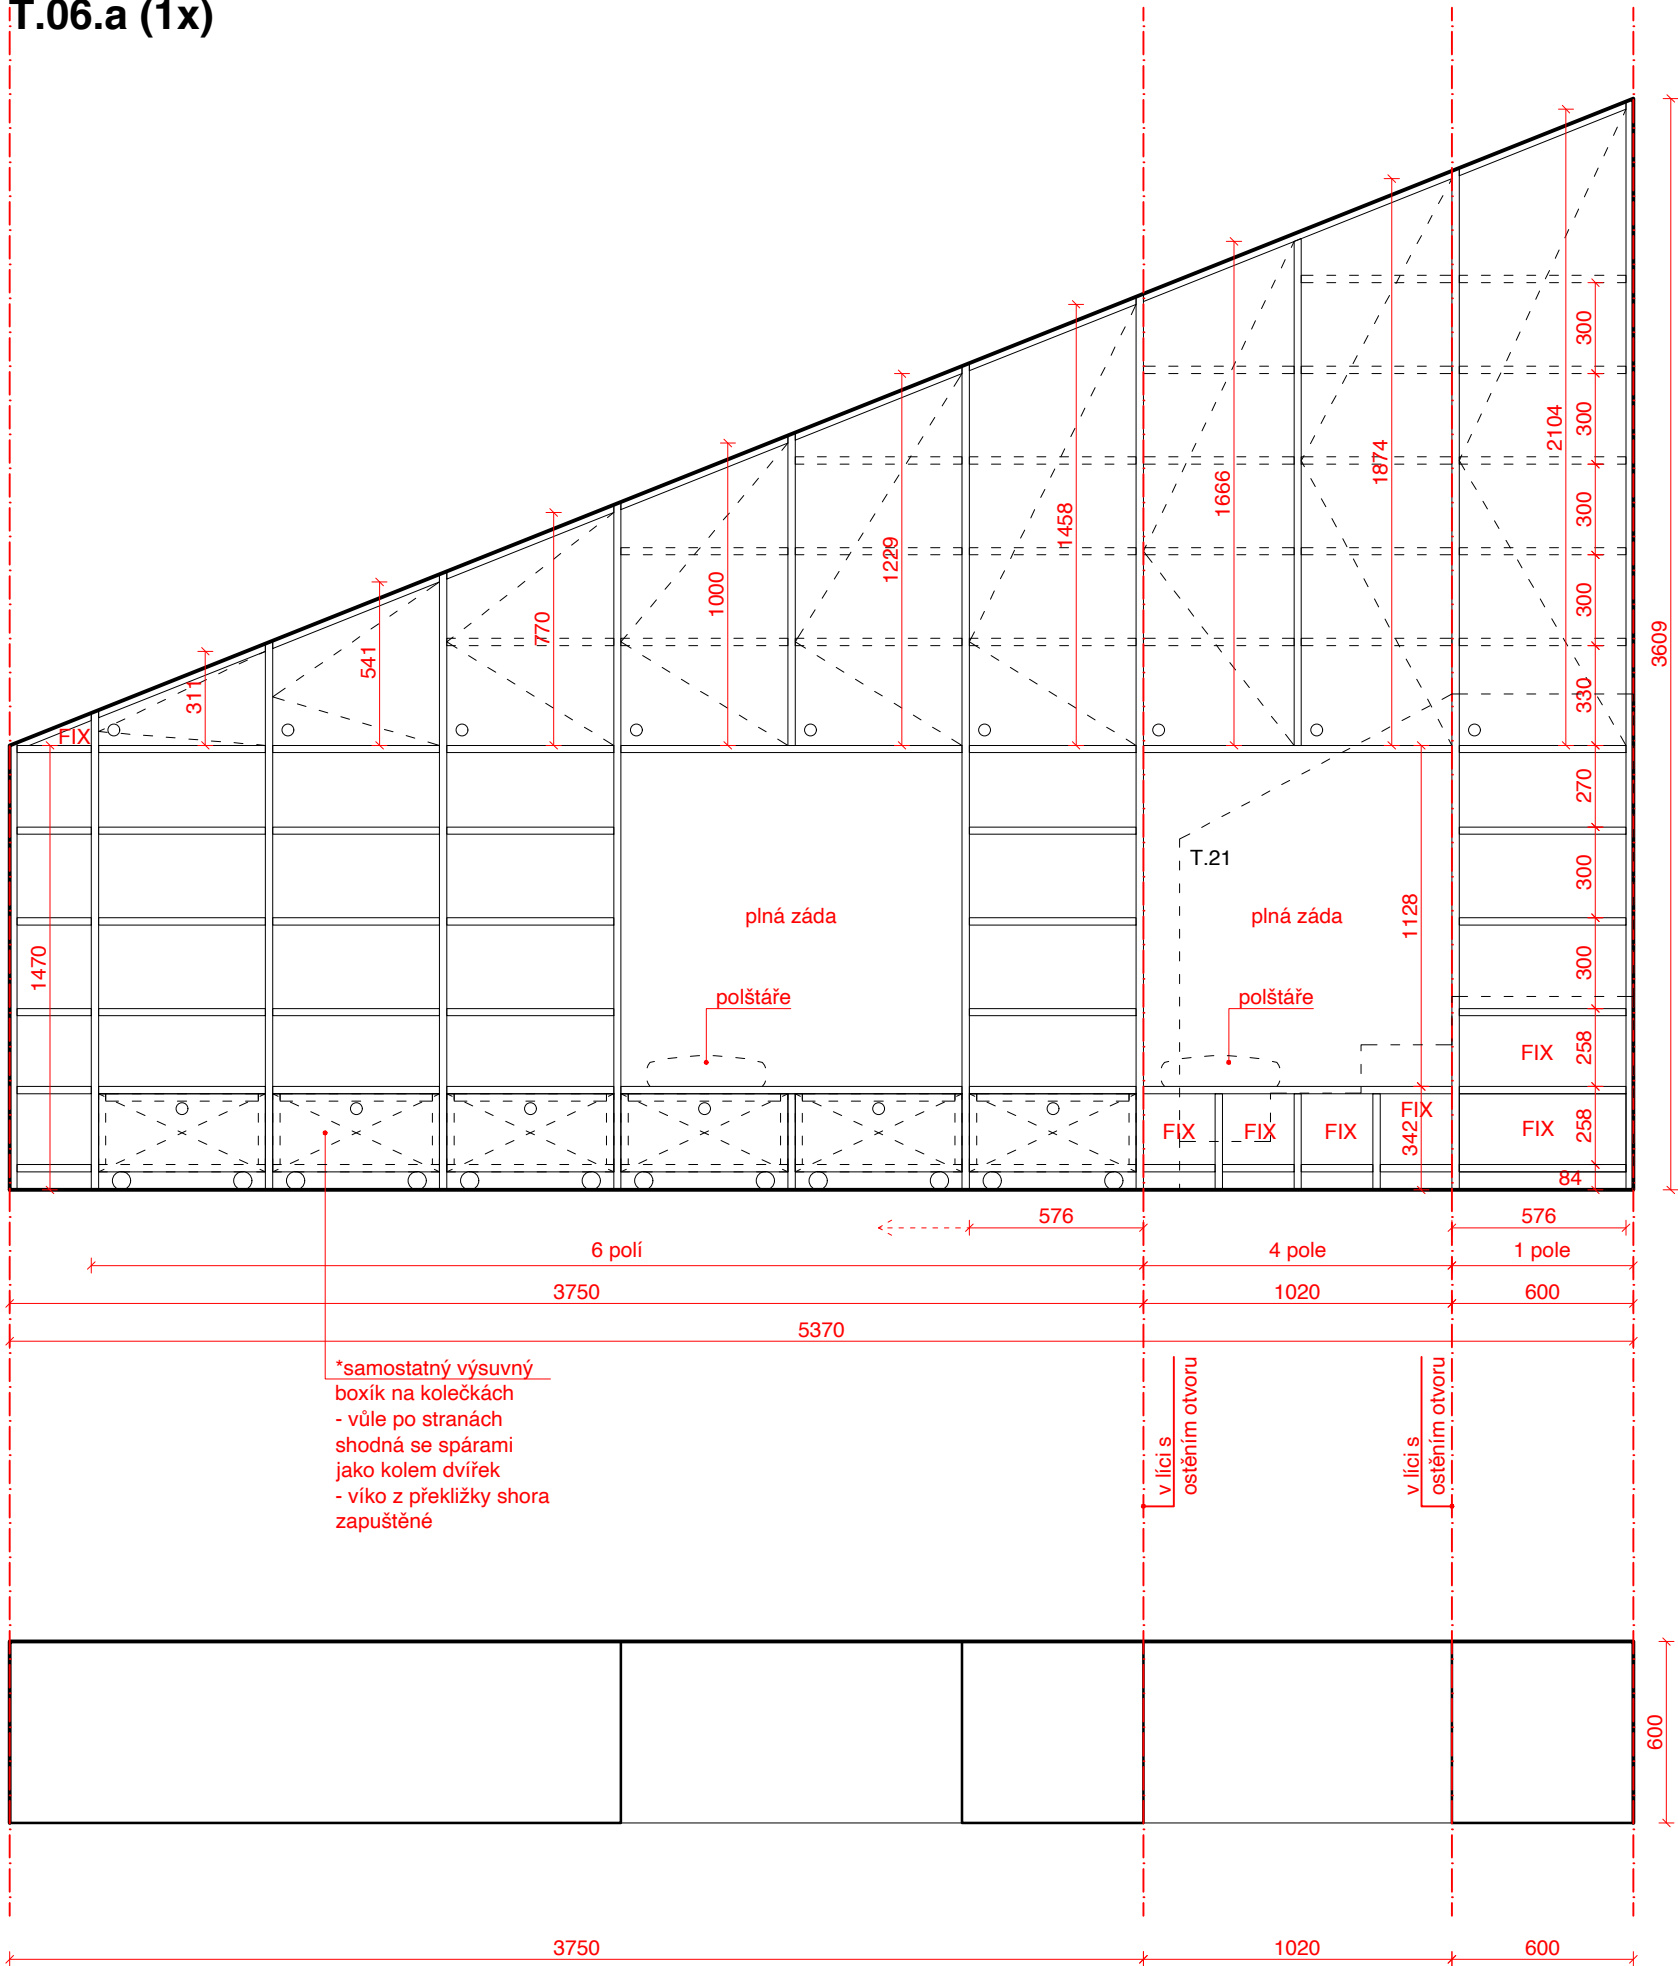 T.06.a (1x)
300
300
2104
1874
1666
300
1458
1229
300
1000
770
3609
541
311
330
FIX
270
T.21
300
plná záda
plná záda
1128
1470
300
polštáře
polštáře
FIX
258
FIX
FIX
FIX
FIX
342
FIX
258
84
576
576
6 polí
4 pole
1 pole
3750
1020
600
5370
*samostatný výsuvný
boxík na kolečkách
- vůle po stranách
shodná se spárami
jako kolem dvířek
- víko z překližky shora
zapuštěné
v líci s
ostěním otvoru
v líci s
ostěním otvoru
600
3750
1020
600